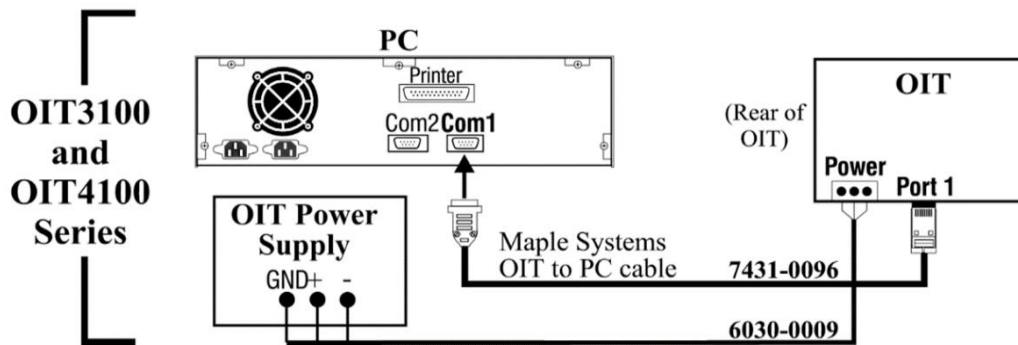 OIT3100
and
OIT4100
Series
PC
Printer
Com2 Com1
OIT Power
Supply
GND + -
Maple Systems
OIT to PC cable
7431-0096
6030-0009
OIT
(Rear of
OIT)
Power
Port 1